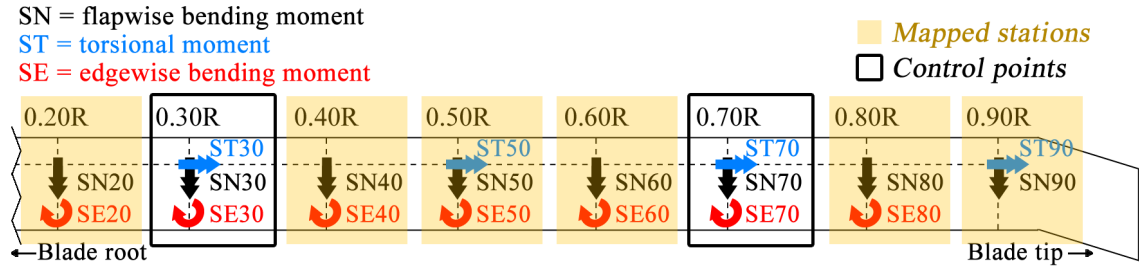 SN = flapwise bending moment
ST = torsional moment
SE = edgewise bending moment
Mapped stations
Control points
0.20R 0.30R 0.40R 0.50R 0.60R 0.70R 0.80R 0.90R
ST30 ST50 ST70 ST90
SN20 SN30 SN40 SN50 SN60 SN70 SN80 SN90
SE20 SE30 SE40 SE50 SE60 SE70 SE80
Blade root Blade tip